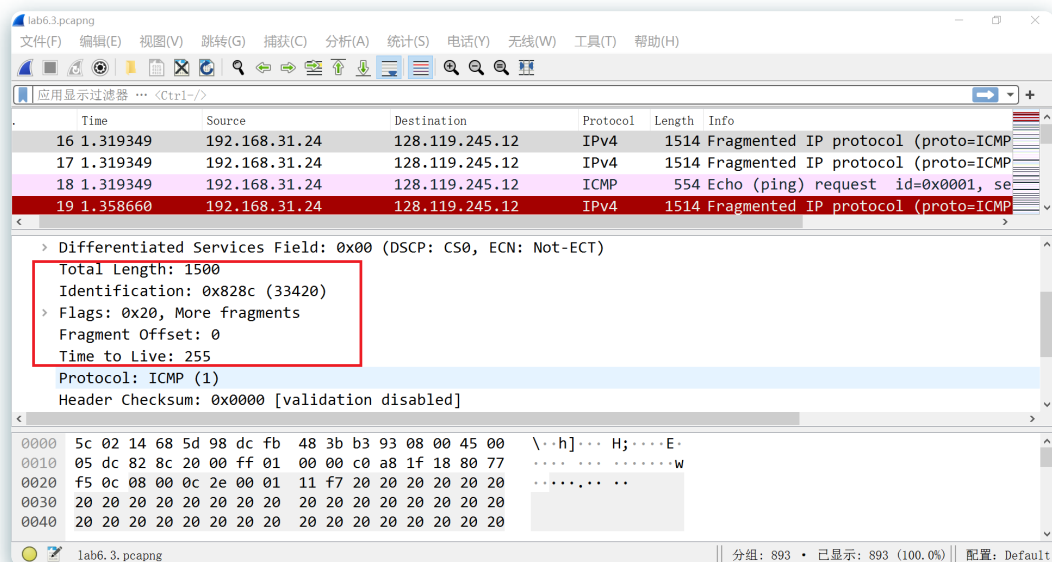 lab6.3.pcapng
文件(F) 编辑(E) 视图(V) 跳转(G) 捕获(C) 分析(A) 统计(S) 电话(Y) 无线(W) 工具(T) 帮助(H)
应用显示过滤器 … <Ctrl-/>
. Time Source Destination Protocol Length Info
16 1.319349 192.168.31.24 128.119.245.12 IPv4 1514 Fragmented IP protocol (proto=ICMP
17 1.319349 192.168.31.24 128.119.245.12 IPv4 1514 Fragmented IP protocol (proto=ICMP
18 1.319349 192.168.31.24 128.119.245.12 ICMP 554 Echo (ping) request id=0x0001, se
19 1.358660 192.168.31.24 128.119.245.12 IPv4 1514 Fragmented IP protocol (proto=ICMP
Differentiated Services Field: 0x00 (DSCP: CS0, ECN: Not-ECT)
Total Length: 1500
Identification: 0x828c (33420)
Flags: 0x20, More fragments
Fragment Offset: 0
Time to Live: 255
Protocol: ICMP (1)
Header Checksum: 0x0000 [validation disabled]
0000 5c 02 14 68 5d 98 dc fb 48 3b b3 93 08 00 45 00 \··h]··· H;····E·
0010 05 dc 82 8c 20 00 ff 01 00 00 c0 a8 1f 18 80 77 ···· ··· ·······w
0020 f5 0c 08 00 0c 2e 00 01 11 f7 20 20 20 20 20 20 ·····.·· ··
0030 20 20 20 20 20 20 20 20 20 20 20 20 20 20 20 20
0040 20 20 20 20 20 20 20 20 20 20 20 20 20 20 20 20
lab6.3.pcapng 分组: 893 · 已显示: 893 (100.0%) 配置: Default